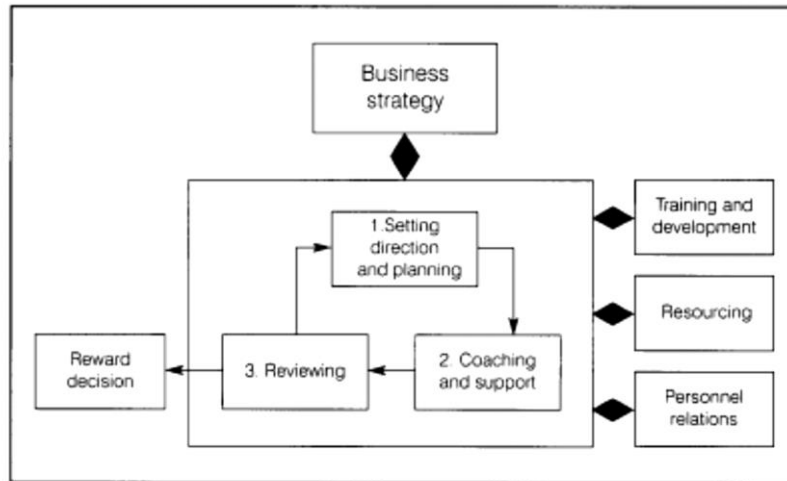 Business
strategy
Training and
development
1.Setting
direction
and planning
Resourcing
Reward
decision
3. Reviewing
2. Coaching
and support
Personnel
relations